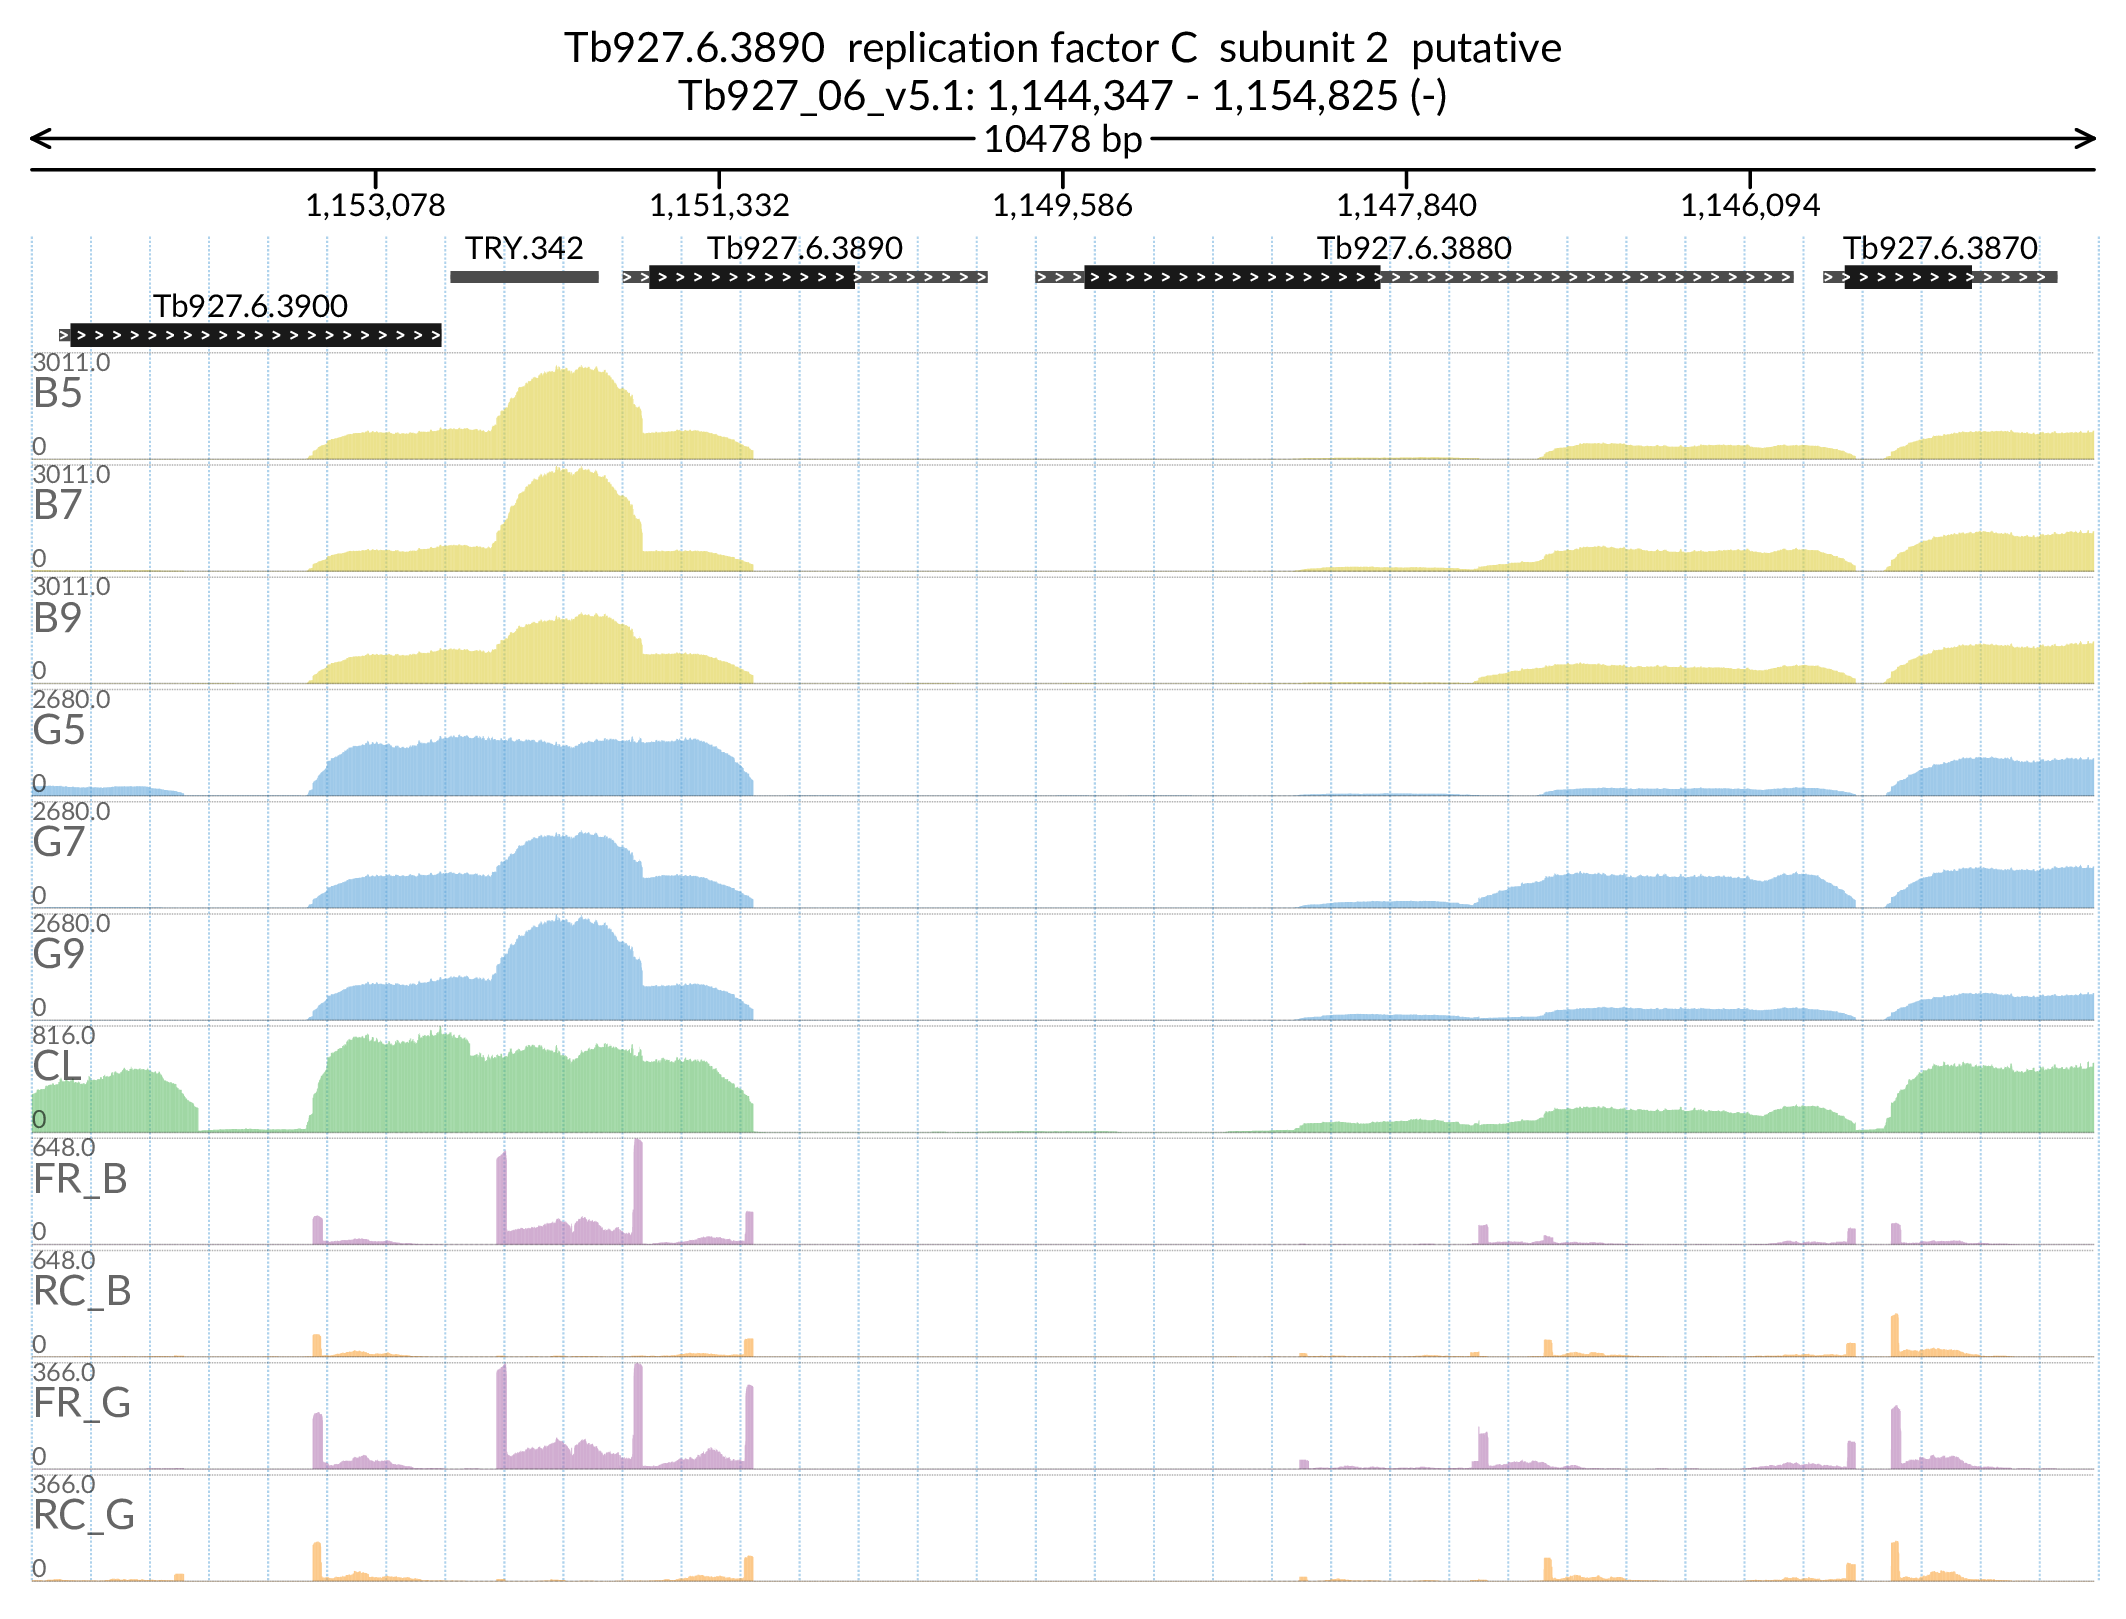 Tb927.6.3890 replication factor C subunit 2 putative
Tb927_06_v5.1: 1,144,347 - 1,154,825 (-)
10478 bp
1,153,078 1,151,332 1,149,586 1,147,840 1,146,094
TRY.342 Tb927.6.3890 Tb927.6.3880 Tb927.6.3870
Tb927.6.3900
3011.0
B5
0
3011.0
B7
0
3011.0
B9
0
2680.0
G5
0
2680.0
G7
0
2680.0
G9
0
816.0
CL
0
648.0
FR_B
0
648.0
RC_B
0
366.0
FR_G
0
366.0
RC_G
0